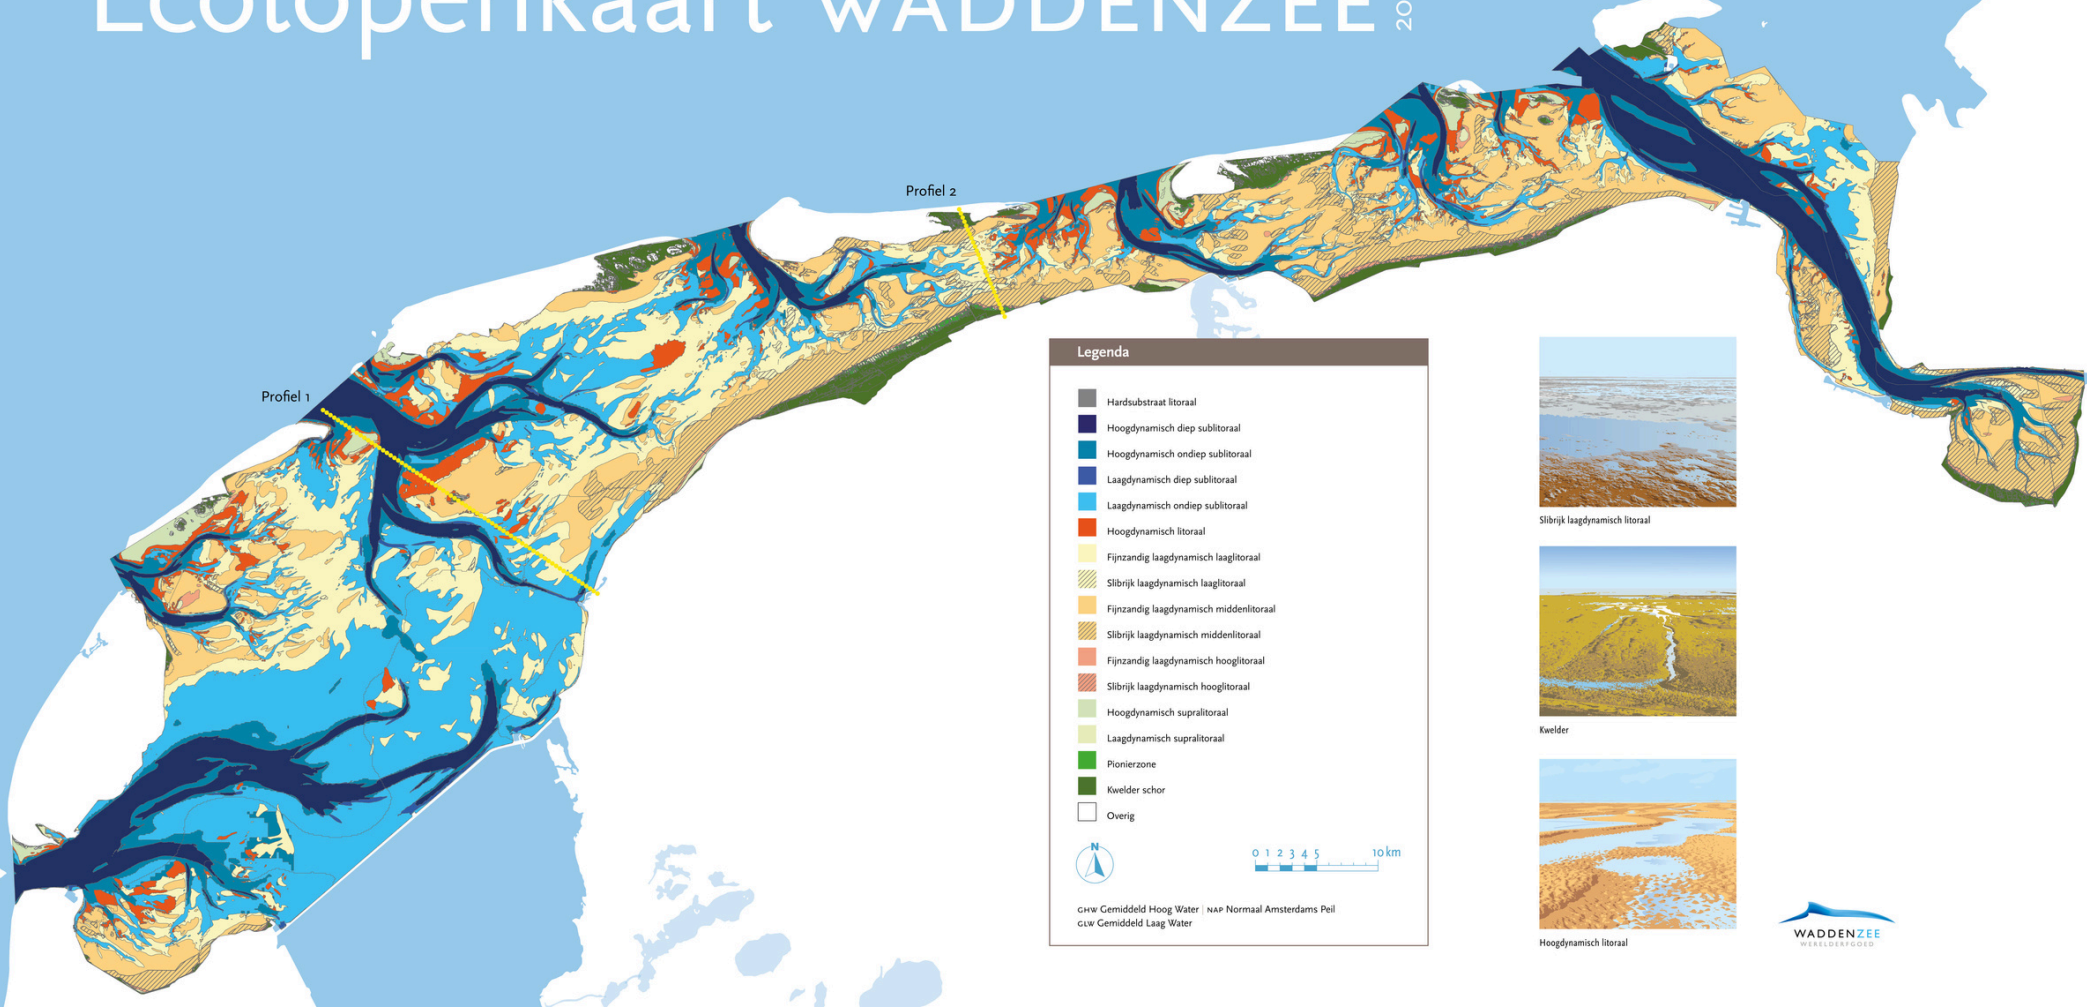 Ecotopenkaart WADDENZEE
Profiel 2
Profiel 1
Legenda
Hardsubstraat litoraal
Hoogdynamisch diep sublitoraal
Hoogdynamisch ondiep sublitoraal
Laagdynamisch diep sublitoraal
Laagdynamisch ondiep sublitoraal
Hoogdynamisch litoraal
Fijnzandig laagdynamisch laaglitoraal
Slibrijk laagdynamisch laaglitoraal
Fijnzandig laagdynamisch middenlitoraal
Slibrijk laagdynamisch middenlitoraal
Fijnzandig laagdynamisch hooglitoraal
Slibrijk laagdynamisch hooglitoraal
Hoogdynamisch supralitoraal
Laagdynamisch supralitoraal
Pionierzone
Kwelder schor
Overig
N
0 1 2 3 4 5 10 km
GHW Gemiddeld Hoog Water | NAP Normaal Amsterdams Peil
GLW Gemiddeld Laag Water
Slibrijk laagdynamisch litoraal
Kwelder
Hoogdynamisch litoraal
WADDENZEE
WERELDERFGOED